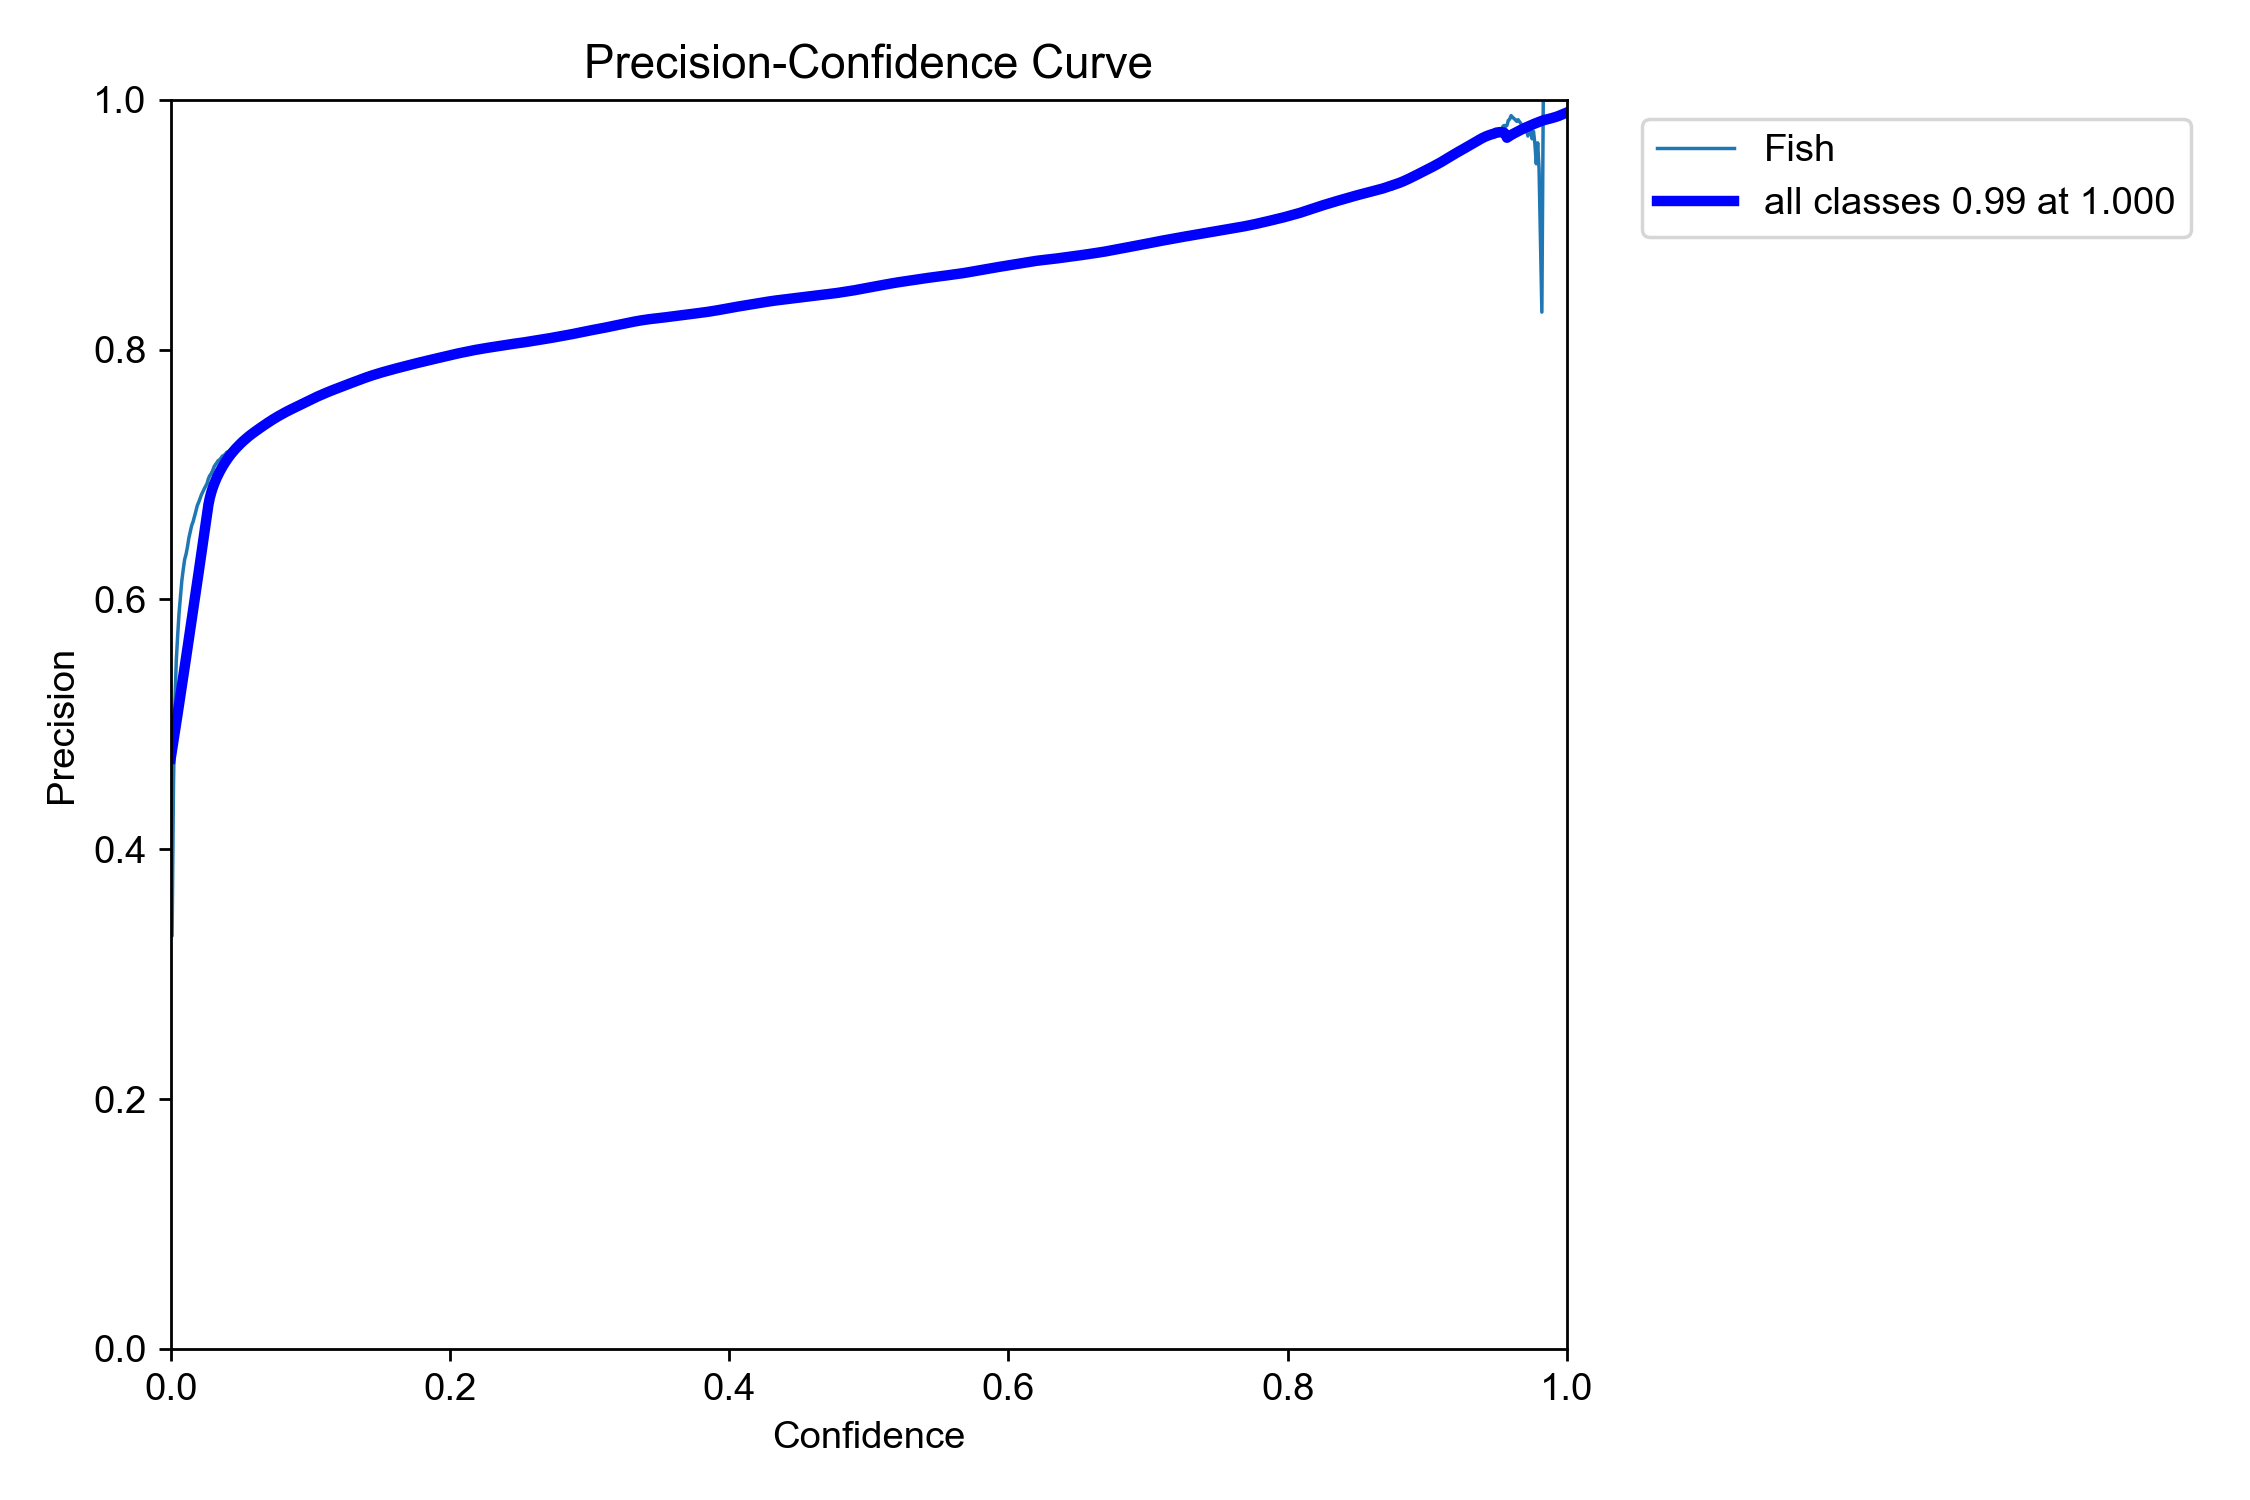 Precision-Confidence Curve
1.0
0.8
0.6
0.4
0.2
0.0
Precision
0.0 0.2 0.4 0.6 0.8 1.0
Confidence
Fish
all classes 0.99 at 1.000